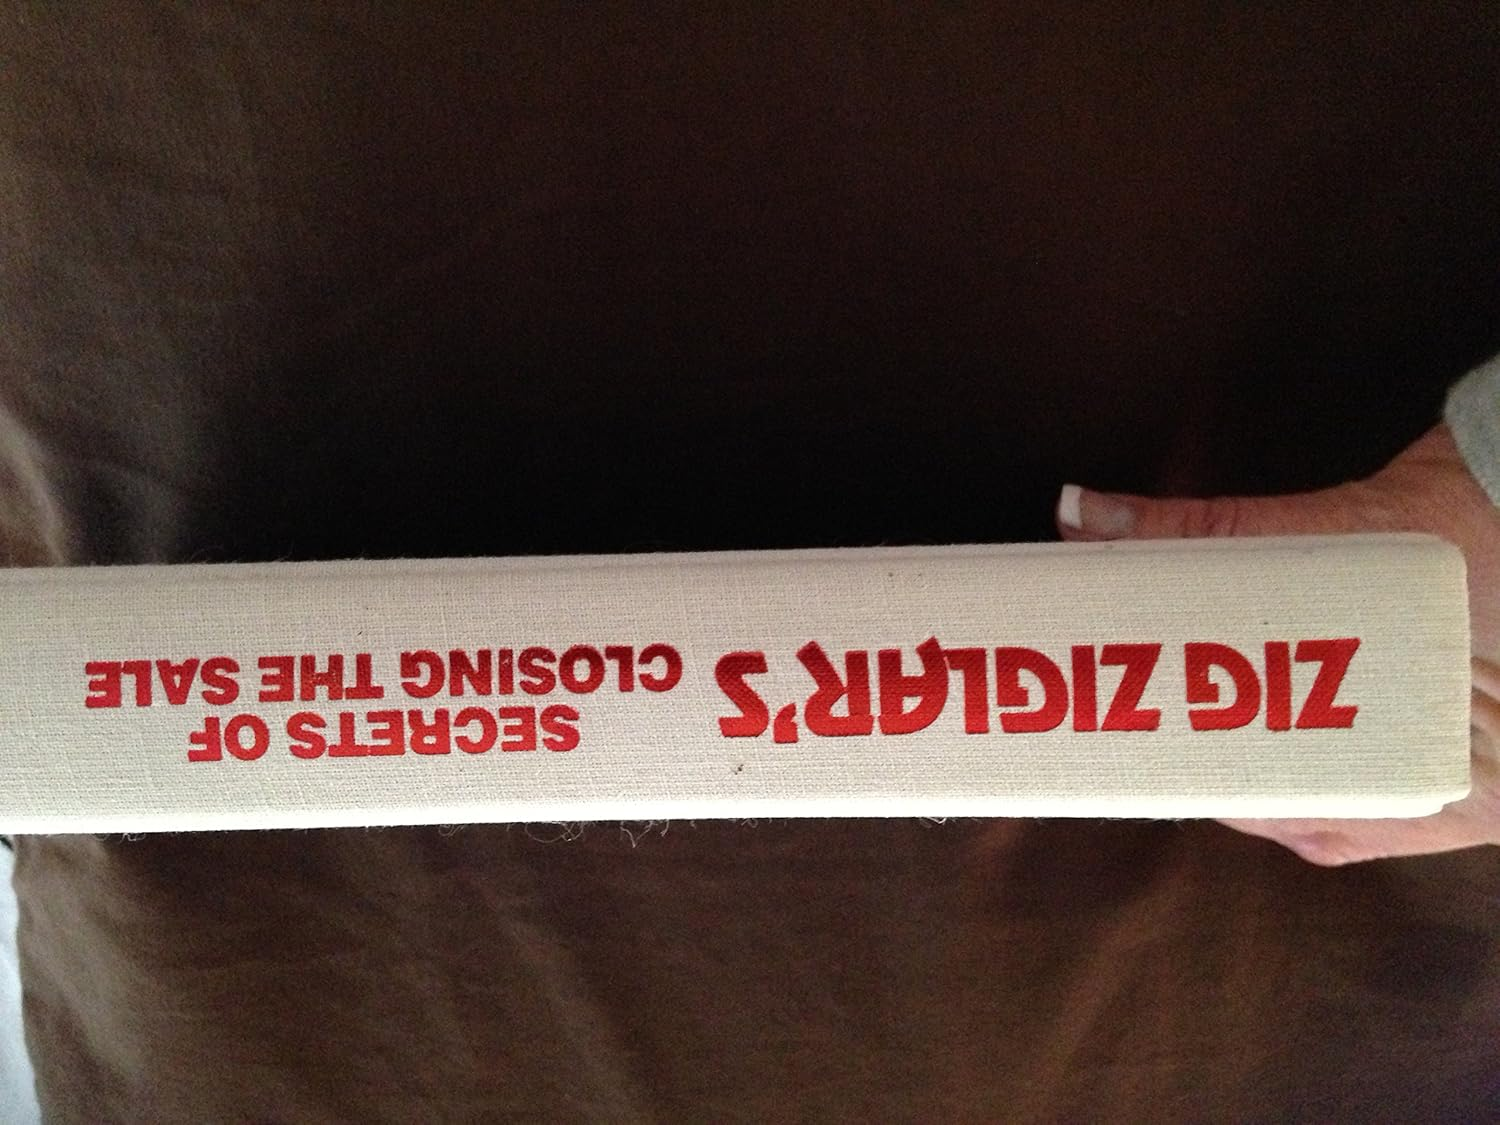 ZIG ZIGLAR'S
SECRETS OF
CLOSING THE SALE